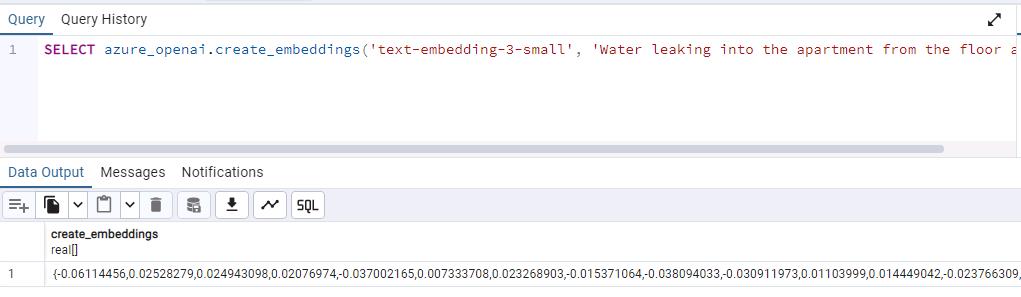 Query Query History
1 SELECT azure_openai.create_embeddings('text-embedding-3-small', 'Water leaking into the apartment from the floor a
Data Output Messages Notifications
SQL
create_embeddings
real[]
1 {-0.06114456,0.02528279,0.024943098,0.02076974,-0.037002165,0.007333708,0.023268903,-0.015371064,-0.038094033,-0.030911973,0.01103999,0.014449042,-0.023766309,